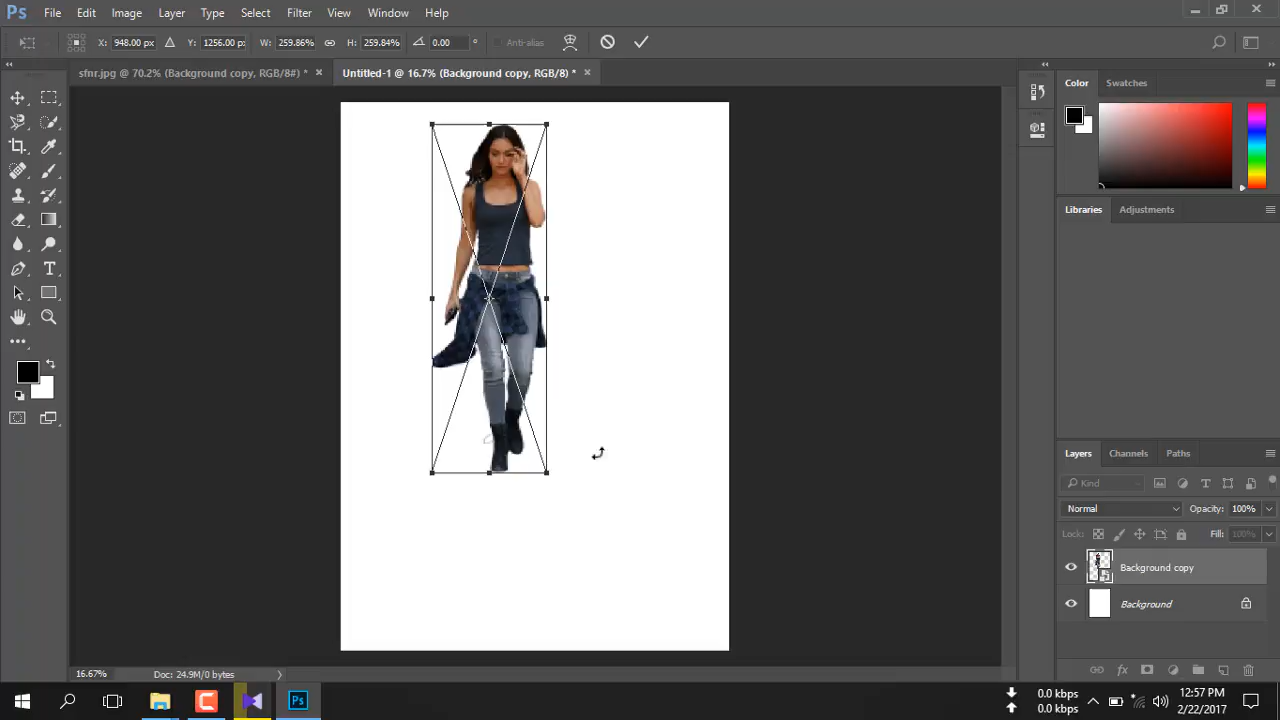 Ps File Edit Image Layer Type Select Filter 3D View Window Help
X: 948.00 px Y: 1256.00 px W: 259.86% H: 259.84% 0.00 ° Anti-alias
sfnr.jpg @ 70.2% (Background copy, RGB/8#) * × Untitled-1 @ 16.7% (Background copy, RGB/8) * ×
Color Swatches
Libraries Adjustments
Layers Channels Paths
Kind
Normal Opacity: 100%
Lock: Fill: 100%
Background copy
Background
16.67% Doc: 24.9M/0 bytes
Ps 0.0 kbps 12:57 PM
0.0 kbps 2/22/2017